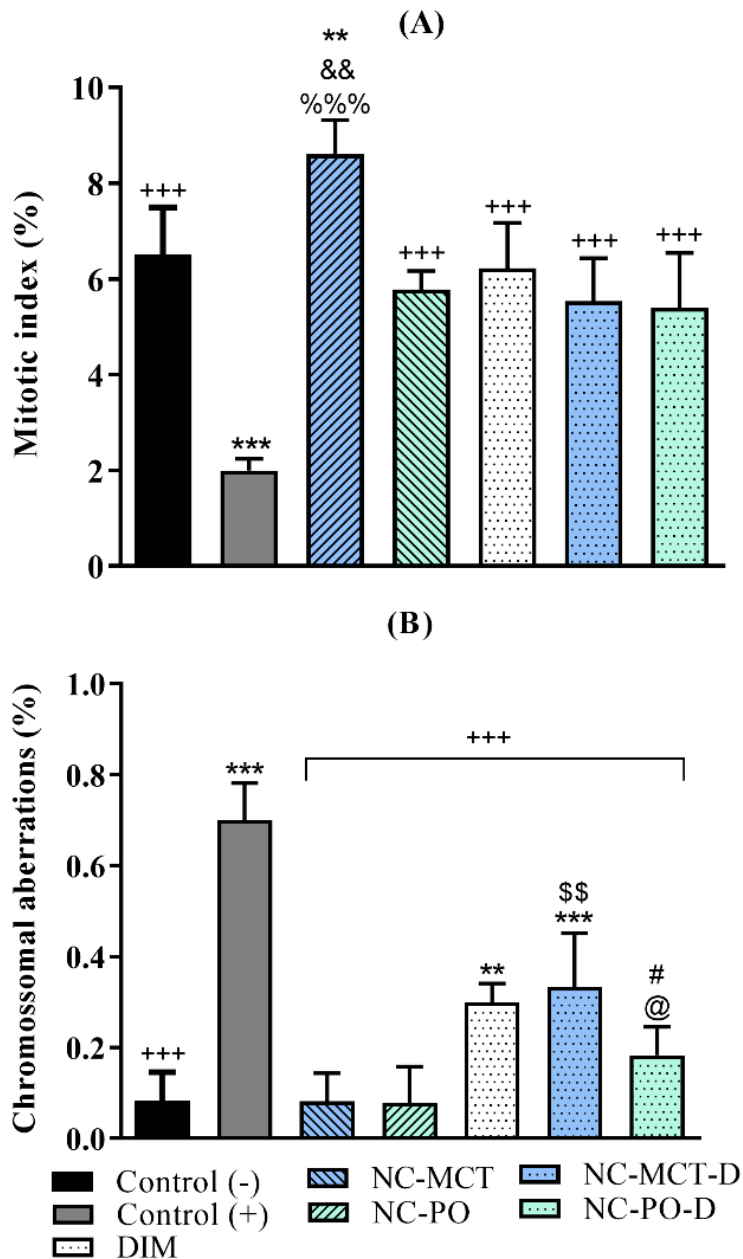 (A)
**
&&
%%%
10
+++
+++
+++
+++
+++
8
6
***
4
2
0
Mitotic index (%)
(B)
1.0
+++
***
0.8
0.6
$$
***
#
**
@
0.4
+++
0.2
0.0
Chromossomal aberrations (%)
Control (-)
NC-MCT
NC-MCT-D
Control (+)
NC-PO
NC-PO-D
DIM